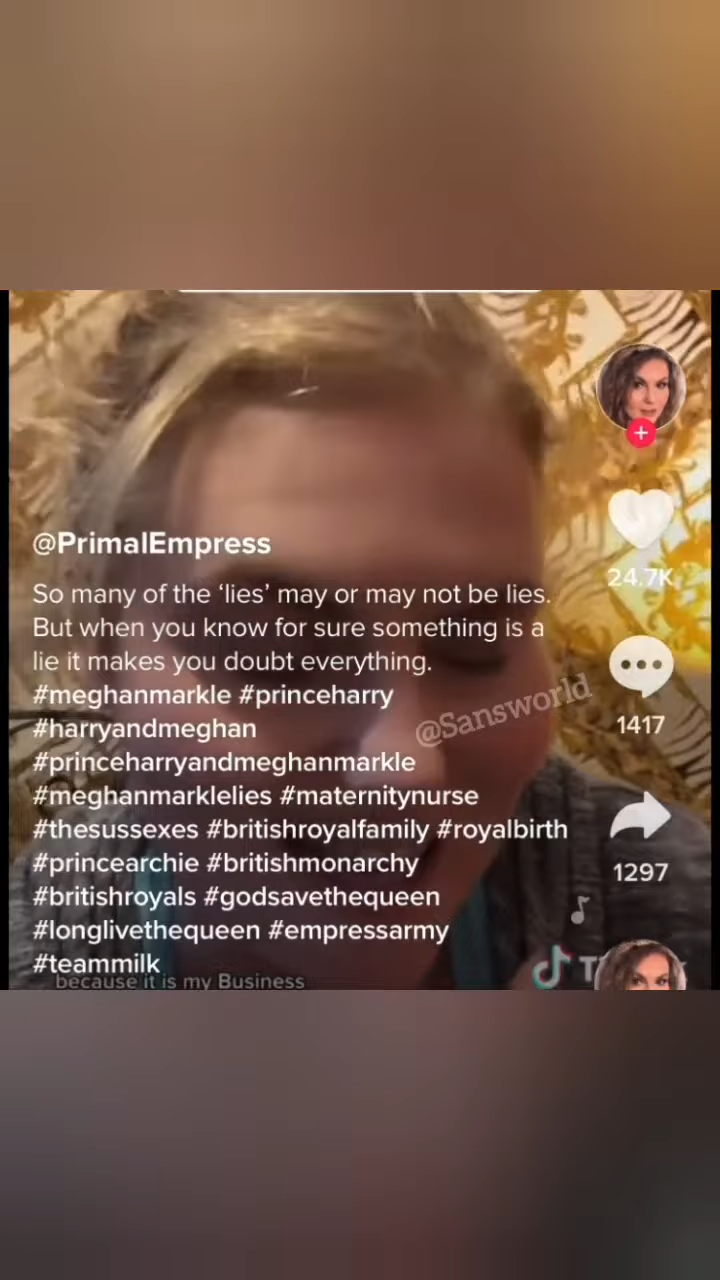 @PrimalEmpress
So many of the ‘lies’ may or may not be lies.
But when you know for sure something is a
lie it makes you doubt everything.
#meghanmarkle #princeharry
#harryandmeghan
#princeharryandmeghanmarkle
#meghanmarklelies #maternitynurse
#thesussexes #britishroyalfamily #royalbirth
#princearchie #britishmonarchy
#britishroyals #godsavethequeen
#longlivethequeen #empressarmy
#teammilk
because it is my Business
24.7K
@Sansworld
1417
1297